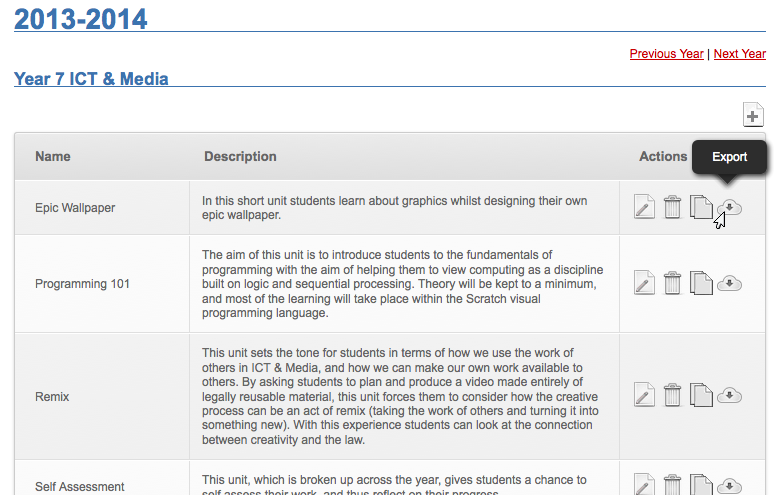 2013-2014
Previous Year | Next Year
Year 7 ICT & Media
Name
Description
Actions
Export
Epic Wallpaper
In this short unit students learn about graphics whilst designing their own
epic wallpaper.
Programming 101
The aim of this unit is to introduce students to the fundamentals of
programming with the aim of helping them to view computing as a discipline
built on logic and sequential processing. Theory will be kept to a minimum,
and most of the learning will take place within the Scratch visual
programming language.
Remix
This unit sets the tone for students in terms of how we use the work of
others in ICT & Media, and how we can make our own work available to
others. By asking students to plan and produce a video made entirely of
legally reusable material, this unit forces them to consider how the creative
process can be an act of remix (taking the work of others and turning it into
something new). With this experience students can look at the connection
between creativity and the law.
Self Assessment
This unit, which is broken up across the year, gives students a chance to
self assess their work, and thus reflect on their progress.